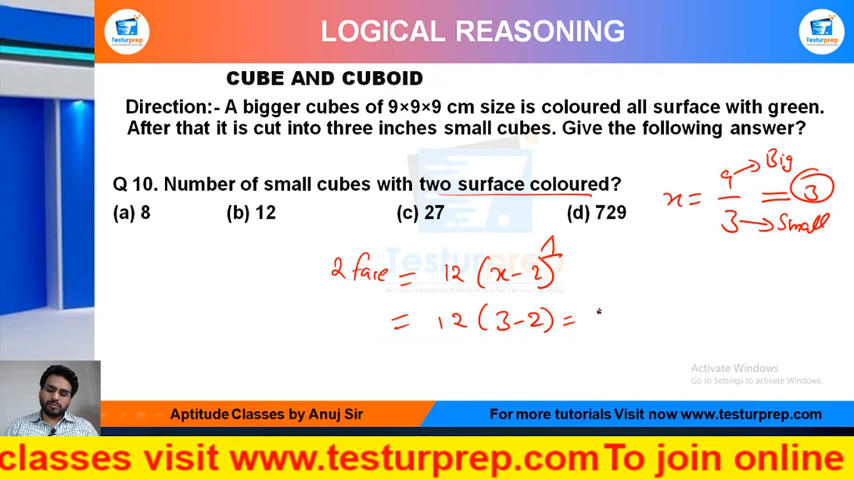 Testurprep
LOGICAL REASONING
Testurprep
CUBE AND CUBOID
Direction:- A bigger cubes of 9×9×9 cm size is coloured all surface with green.
After that it is cut into three inches small cubes. Give the following answer?
Q 10. Number of small cubes with two surface coloured?
(a) 8 (b) 12 (c) 27 (d) 729
x = 9/3 = 3
Big
Small
2 face = 12 (x-2)^1
= 12 (3-2) =
Testurprep
Activate Windows
Go to Settings to activate Windows.
Aptitude Classes by Anuj Sir
For more tutorials Visit now www.testurprep.com
classes visit www.testurprep.com To join online